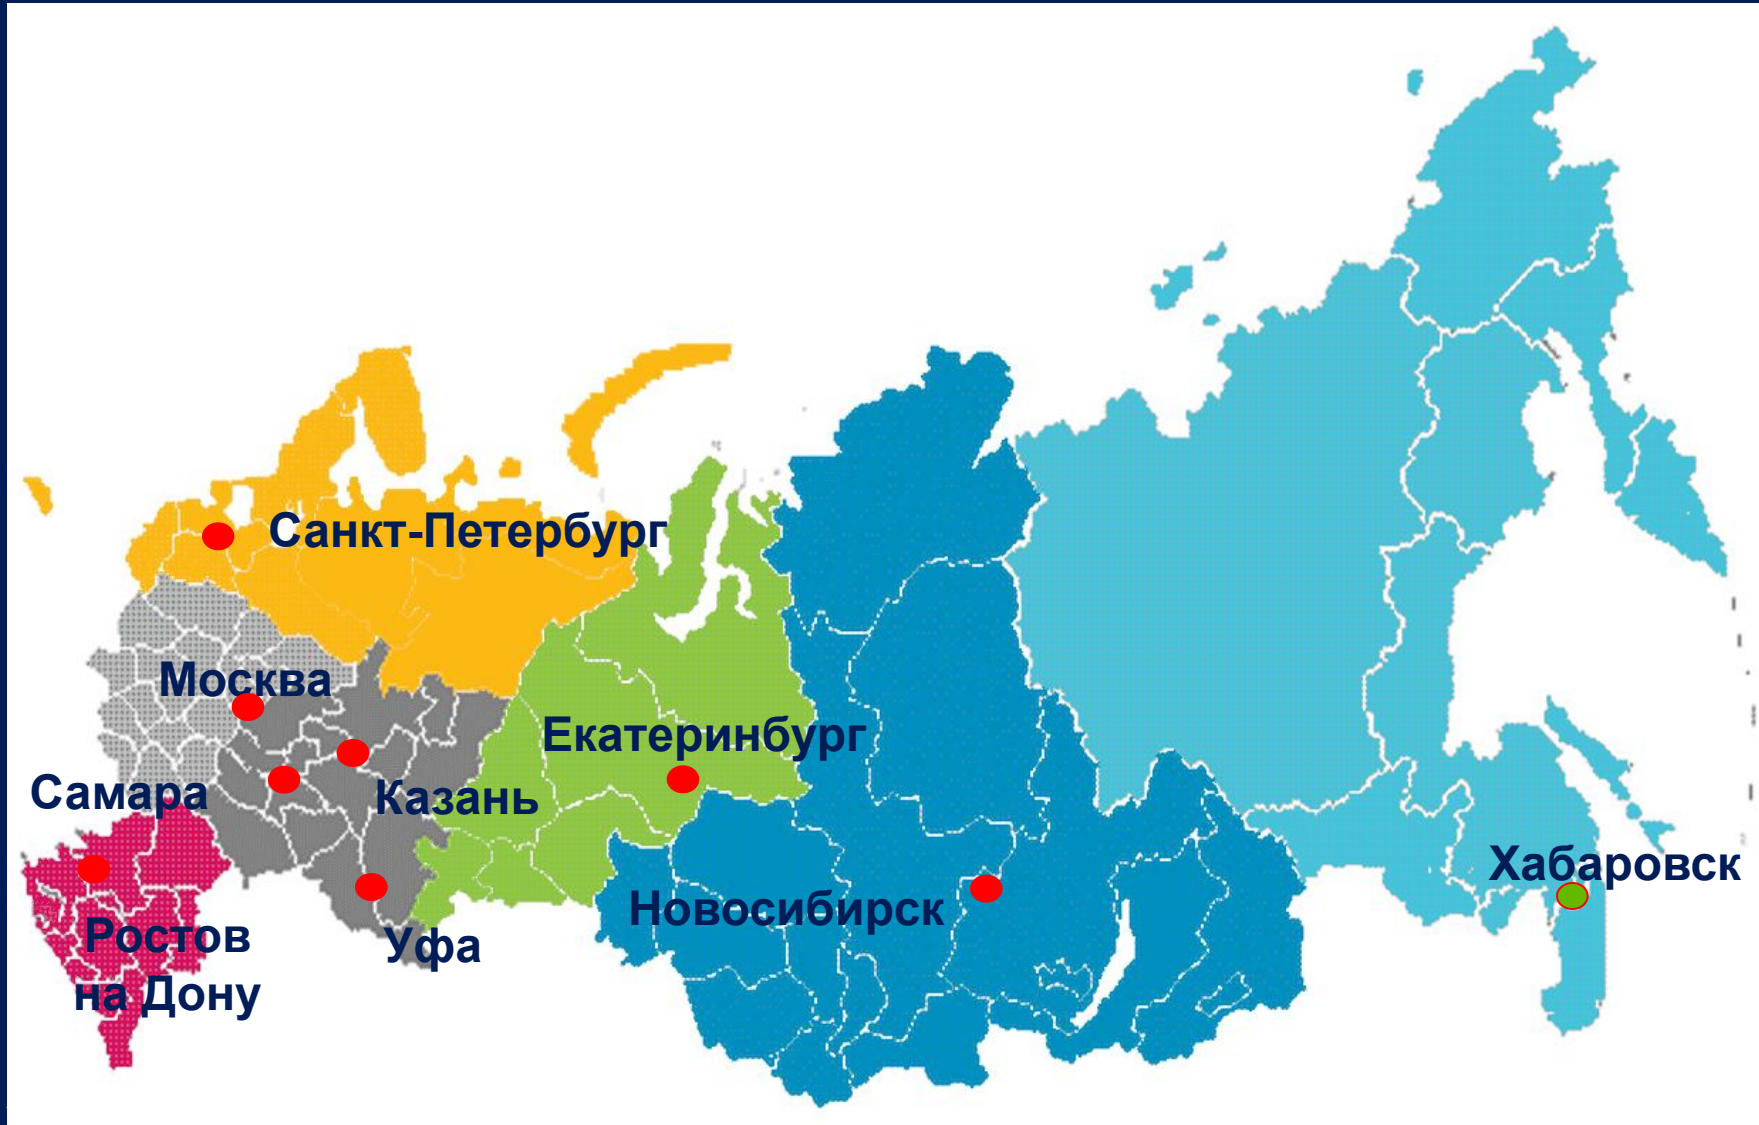 Санкт-Петербург
Москва
Екатеринбург
Самара
Казань
Хабаровск
Новосибирск
Ростов
на Дону
Уфа